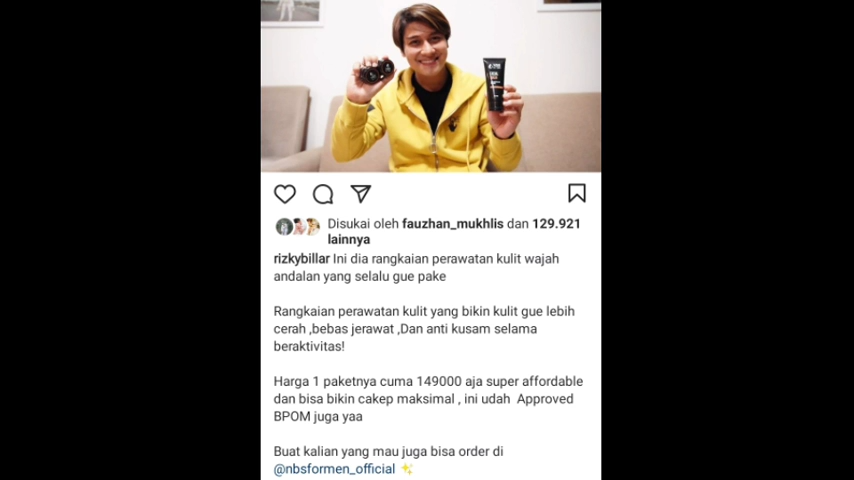 Disukai oleh fauzhan_mukhlis dan 129.921
lainnya
rizkybillar Ini dia rangkaian perawatan kulit wajah
andalan yang selalu gue pake
Rangkaian perawatan kulit yang bikin kulit gue lebih
cerah ,bebas jerawat ,Dan anti kusam selama
beraktivitas!
Harga 1 paketnya cuma 149000 aja super affordable
dan bisa bikin cakep maksimal , ini udah  Approved
BPOM juga yaa
Buat kalian yang mau juga bisa order di
@nbsformen_official ✨